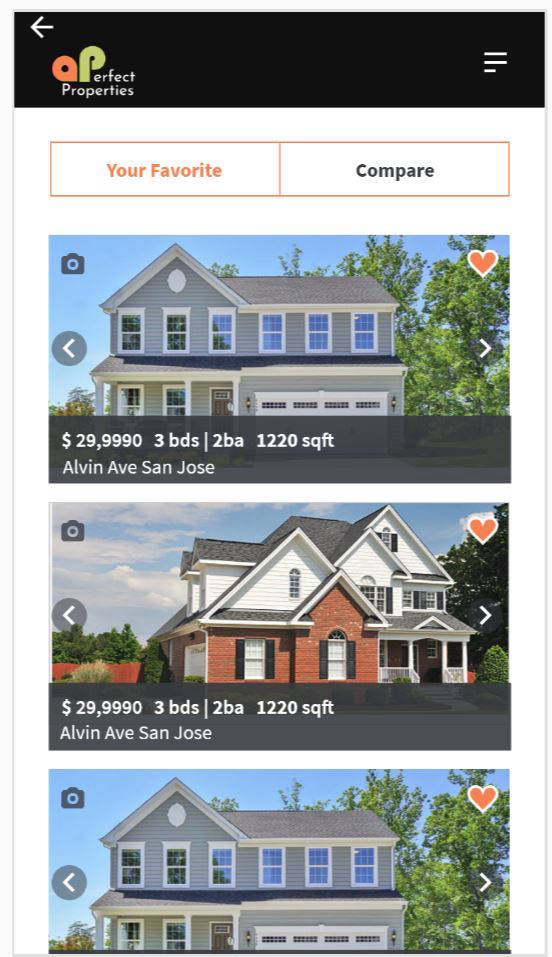 aPerfect
Properties
Your Favorite
Compare
$ 29,9990 3 bds | 2ba 1220 sqft
Alvin Ave San Jose
$ 29,9990 3 bds | 2ba 1220 sqft
Alvin Ave San Jose